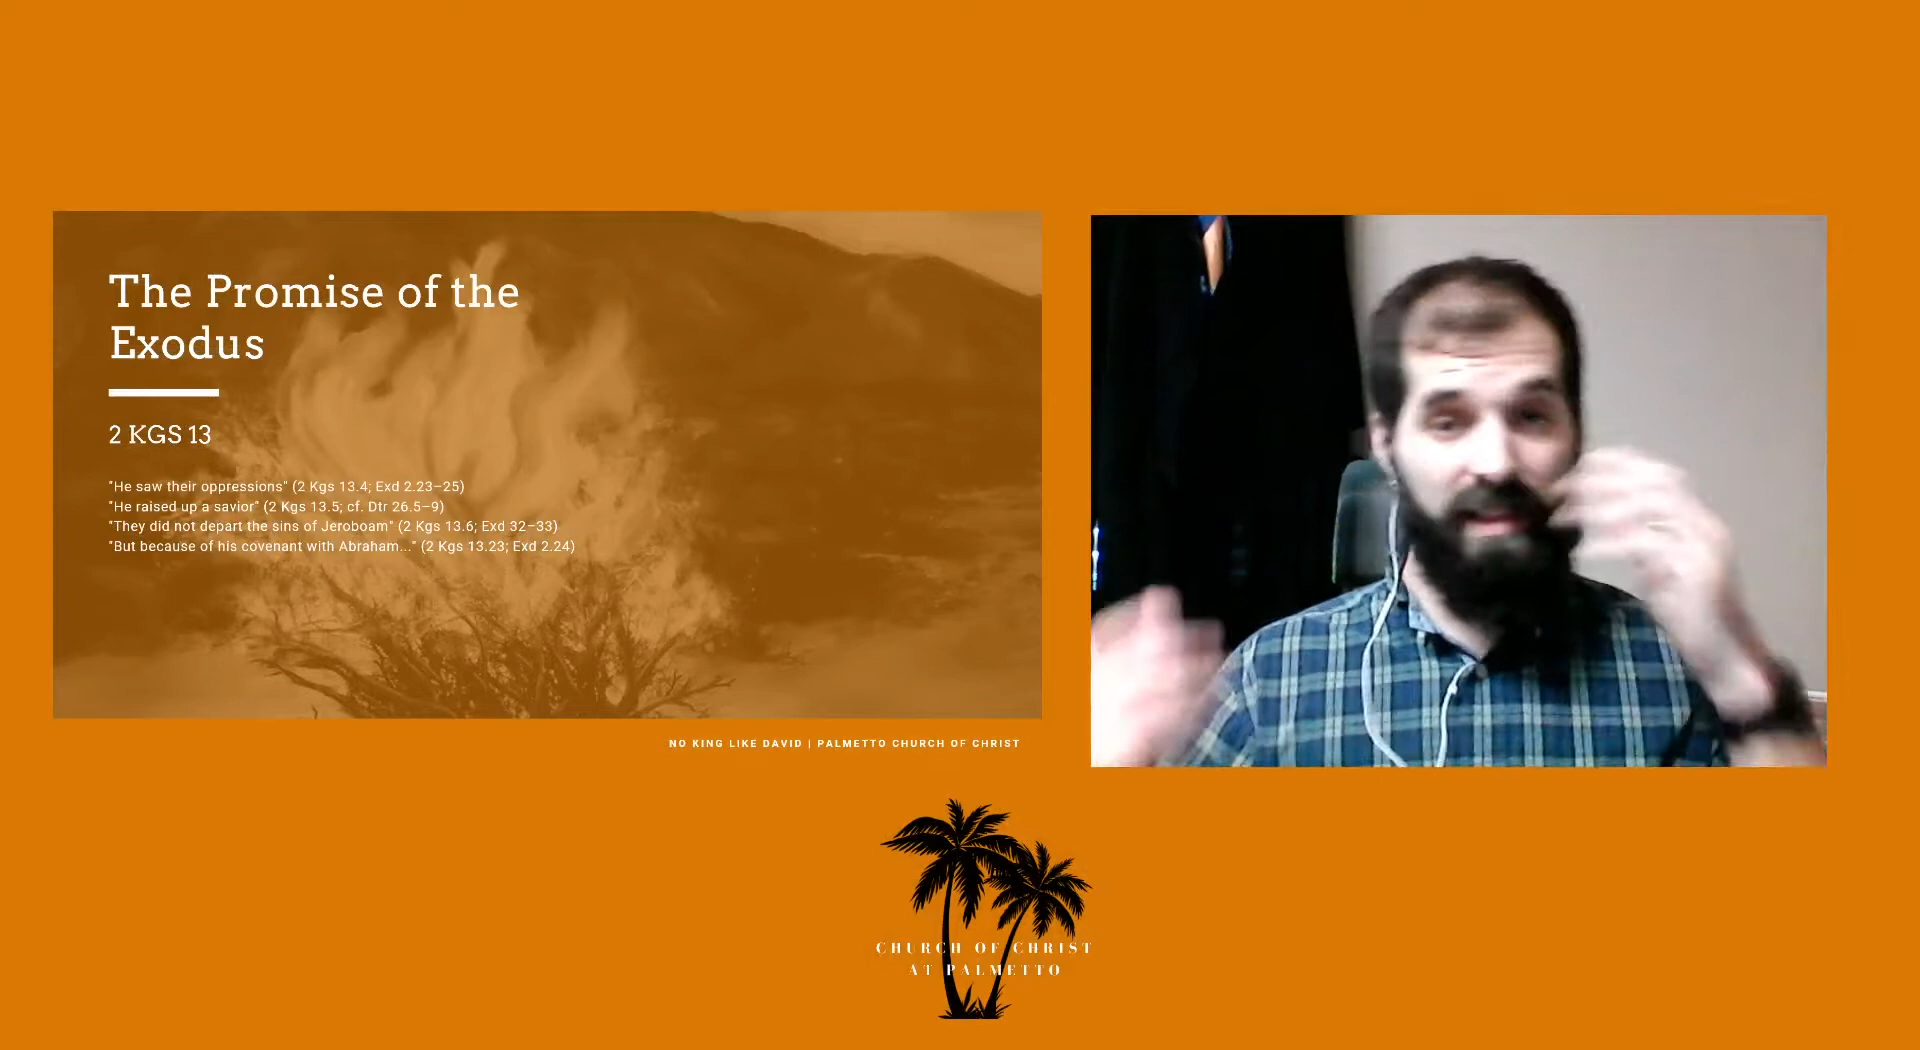 The Promise of the
Exodus
2 KGS 13
"He saw their oppressions" (2 Kgs 13.4; Exd 2.23–25)
"He raised up a savior" (2 Kgs 13.5; cf. Dtr 26.5–9)
"They did not depart the sins of Jeroboam" (2 Kgs 13.6; Exd 32–33)
"But because of his covenant with Abraham..." (2 Kgs 13.23; Exd 2.24)
NO KING LIKE DAVID | PALMETTO CHURCH OF CHRIST
CHURCH OF CHRIST
AT PALMETTO